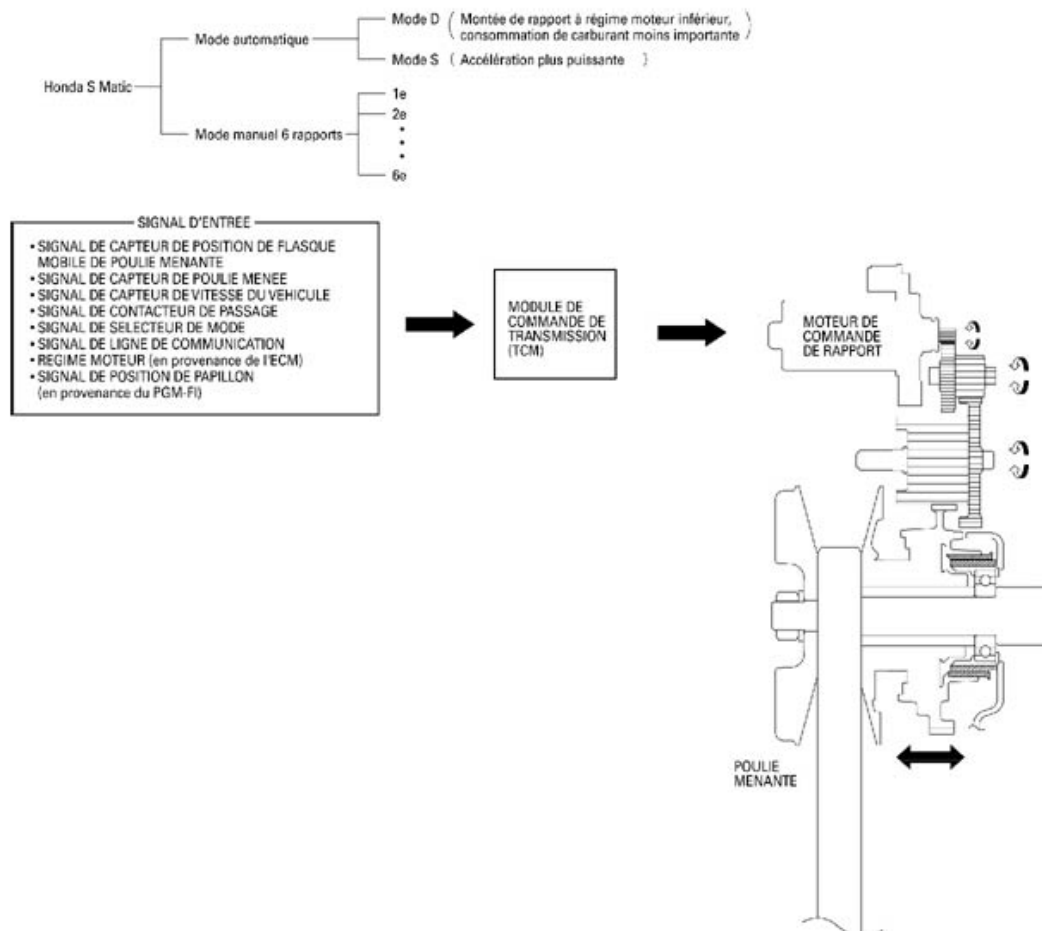 Mode D ( Montée de rapport à régime moteur inférieur,
consommation de carburant moins importante )
Mode automatique
Mode S ( Accélération plus puissante )
Honda S Matic
1e
2e
Mode manuel 6 rapports
6e
SIGNAL D'ENTREE
• SIGNAL DE CAPTEUR DE POSITION DE FLASQUE
MOBILE DE POULIE MENANTE
• SIGNAL DE CAPTEUR DE POULIE MENEE
• SIGNAL DE CAPTEUR DE VITESSE DU VEHICULE
• SIGNAL DE CONTACTEUR DE PASSAGE
• SIGNAL DE SELECTEUR DE MODE
• SIGNAL DE LIGNE DE COMMUNICATION
• REGIME MOTEUR (en provenance de l'ECM)
• SIGNAL DE POSITION DE PAPILLON
(en provenance du PGM-FI)
MODULE DE
COMMANDE DE
TRANSMISSION
(TCM)
MOTEUR DE
COMMANDE
DE RAPPORT
POULIE
MENANTE